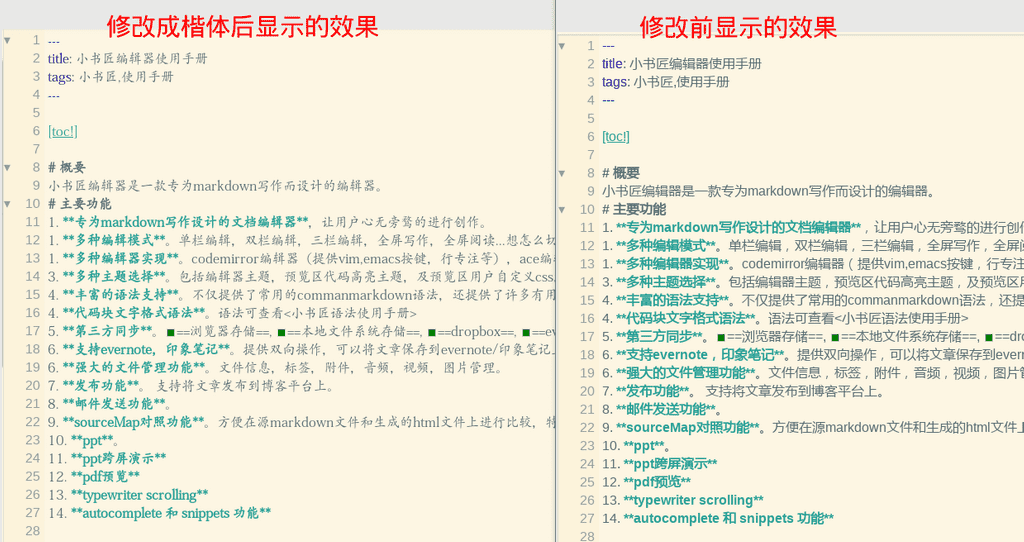 修改成楷体后显示的效果
1 ---
2 title: 小书匠编辑器使用手册
3 tags: 小书匠,使用手册
4 ---
5
6 [toc!]
7
8 # 概要
9 小书匠编辑器是一款专为markdown写作而设计的编辑器。
10 # 主要功能
11 1. **专为markdown写作设计的文档编辑器**，让用户心无旁骛的进行创作。
12 1. **多种编辑模式**。单栏编辑，双栏编辑，三栏编辑，全屏写作，全屏阅读...想怎么切
13 1. **多种编辑器实现**。codemirror编辑器（提供vim,emacs按键，行专注等），ace编
14 3. **多种主题选择**。包括编辑器主题，预览区代码高亮主题，及预览区用户自定义css.
15 4. **丰富的语法支持**。不仅提供了常用的commanmarkdown语法，还提供了许多有用
16 4. **代码块文字格式语法**。语法可查看<小书匠语法使用手册>
17 5. **第三方同步**。■==浏览器存储==, ■==本地文件系统存储==, ■==dropbox==, ■==ev
18 6. **支持evernote，印象笔记**。提供双向操作，可以将文章保存到evernote/印象笔记
19 6. **强大的文件管理功能**。文件信息，标签，附件，音频，视频，图片管理。
20 7. **发布功能**。 支持将文章发布到博客平台上。
21 8. **邮件发送功能**。
22 9. **sourceMap对照功能**。方便在源markdown文件和生成的html文件上进行比较，特
23 10. **ppt**。
24 11. **ppt跨屏演示**
25 12. **pdf预览**
26 13. **typewriter scrolling**
27 14. **autocomplete 和 snippets 功能**
28
修改前显示的效果
1 ---
2 title: 小书匠编辑器使用手册
3 tags: 小书匠,使用手册
4 ---
5
6 [toc!]
7
8 # 概要
9 小书匠编辑器是一款专为markdown写作而设计的编辑器。
10 # 主要功能
11 1. **专为markdown写作设计的文档编辑器**，让用户心无旁骛的进行创
12 1. **多种编辑模式**。单栏编辑，双栏编辑，三栏编辑，全屏写作，全屏
13 1. **多种编辑器实现**。codemirror编辑器（提供vim,emacs按键，行专注
14 3. **多种主题选择**。包括编辑器主题，预览区代码高亮主题，及预览区
15 4. **丰富的语法支持**。不仅提供了常用的commanmarkdown语法，还提
16 4. **代码块文字格式语法**。语法可查看<小书匠语法使用手册>
17 5. **第三方同步**。■==浏览器存储==, ■==本地文件系统存储==, ■==dro
18 6. **支持evernote，印象笔记**。提供双向操作，可以将文章保存到evern
19 6. **强大的文件管理功能**。文件信息，标签，附件，音频，视频，图片
20 7. **发布功能**。 支持将文章发布到博客平台上。
21 8. **邮件发送功能**。
22 9. **sourceMap对照功能**。方便在源markdown文件和生成的html文件上
23 10. **ppt**。
24 11. **ppt跨屏演示**
25 12. **pdf预览**
26 13. **typewriter scrolling**
27 14. **autocomplete 和 snippets 功能**
28